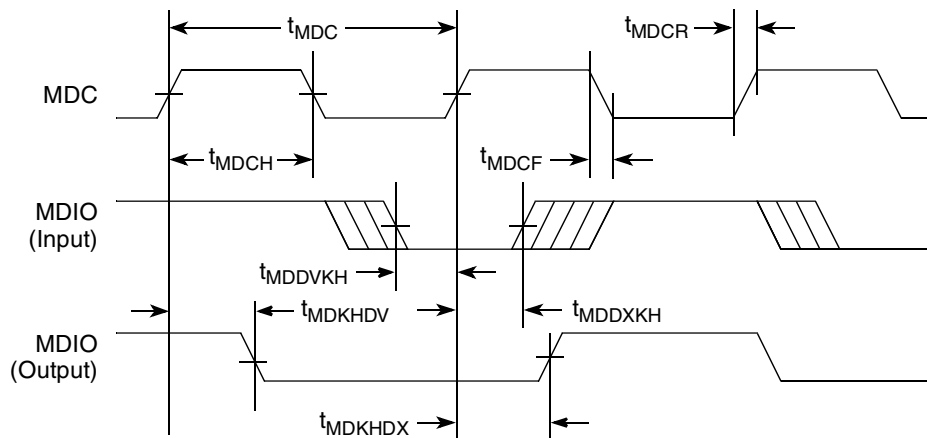 tMDC
tMDCR
MDC
tMDCH
tMDCF
MDIO
(Input)
tMDDVKH
tMDKHDV
tMDDXKH
MDIO
(Output)
tMDKHDX